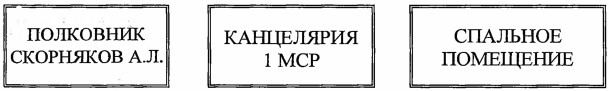 ПОЛКОВНИК
СКОРНЯКОВ А.Л.
КАНЦЕЛЯРИЯ
1 МСР
СПАЛЬНОЕ
ПОМЕЩЕНИЕ